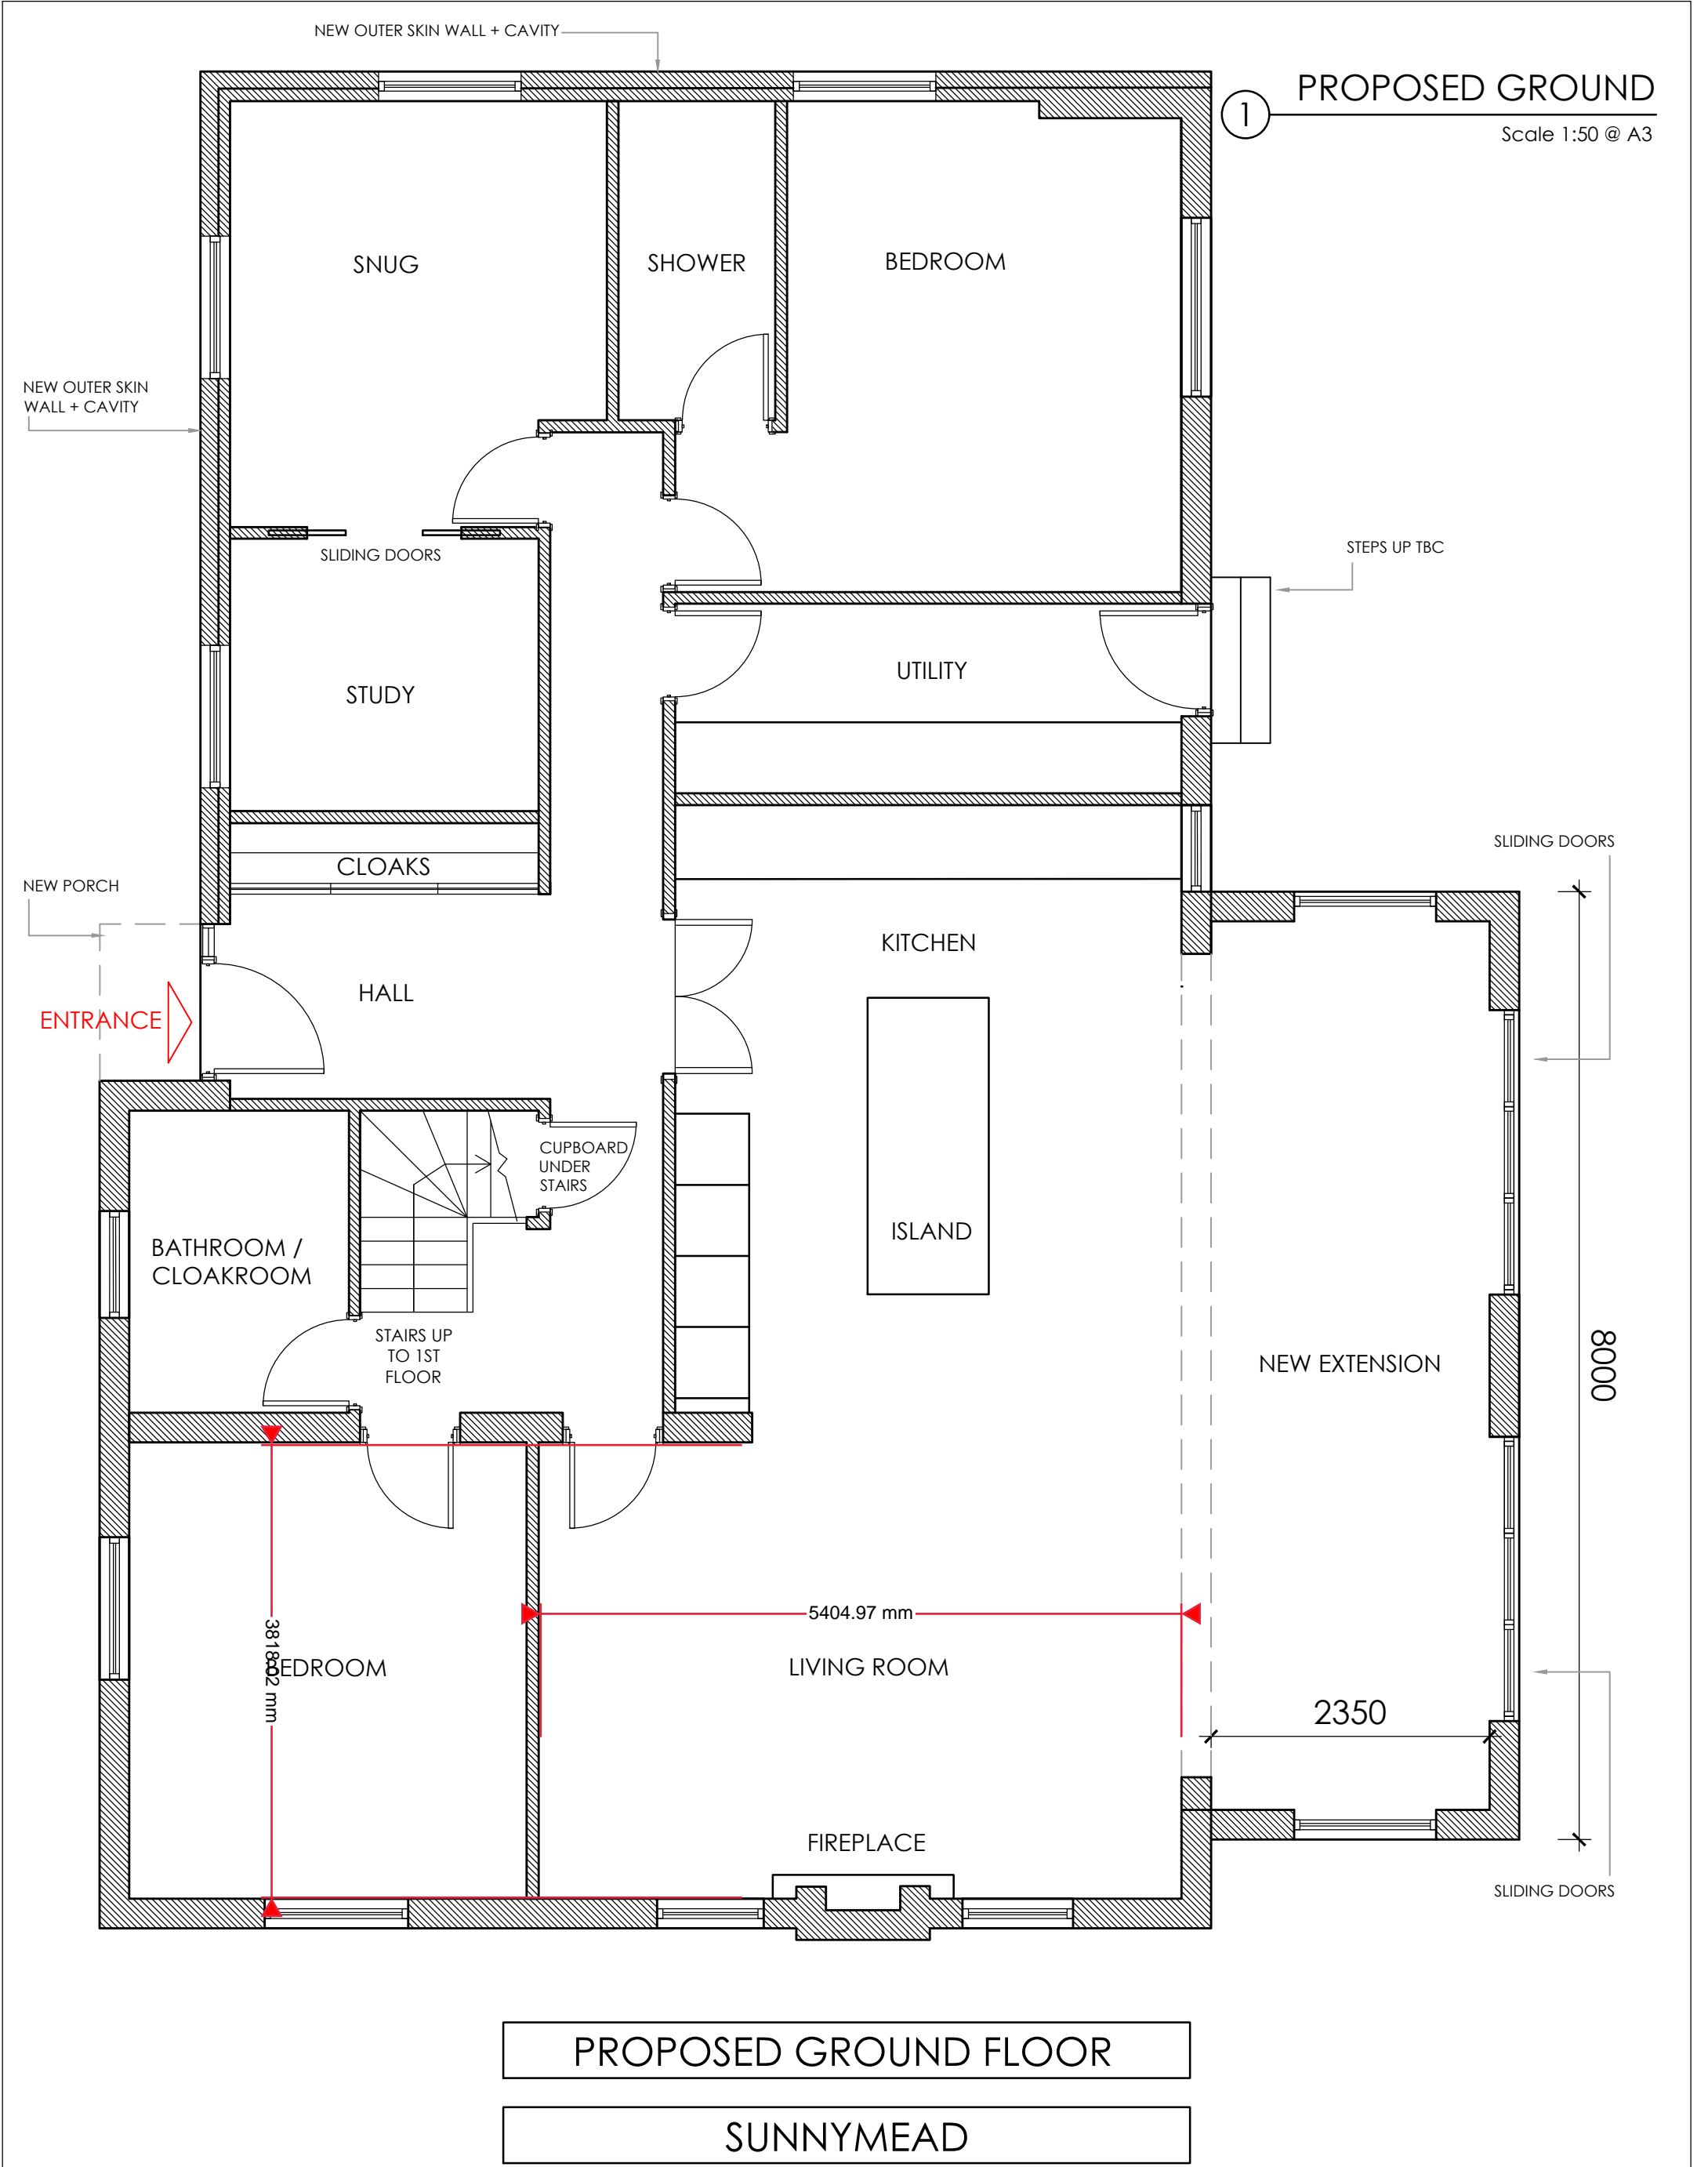 NEW OUTER SKIN WALL + CAVITY
PROPOSED GROUND
1
Scale 1:50 @ A3
SNUG
SHOWER
BEDROOM
NEW OUTER SKIN
WALL + CAVITY
SLIDING DOORS
STEPS UP TBC
UTILITY
STUDY
SLIDING DOORS
CLOAKS
NEW PORCH
KITCHEN
HALL
ENTRANCE
CUPBOARD
UNDER
STAIRS
ISLAND
BATHROOM /
CLOAKROOM
STAIRS UP
TO 1ST
FLOOR
NEW EXTENSION
8000
5404.97 mm
BEDROOM
LIVING ROOM
2350
FIREPLACE
SLIDING DOORS
PROPOSED GROUND FLOOR
SUNNYMEAD